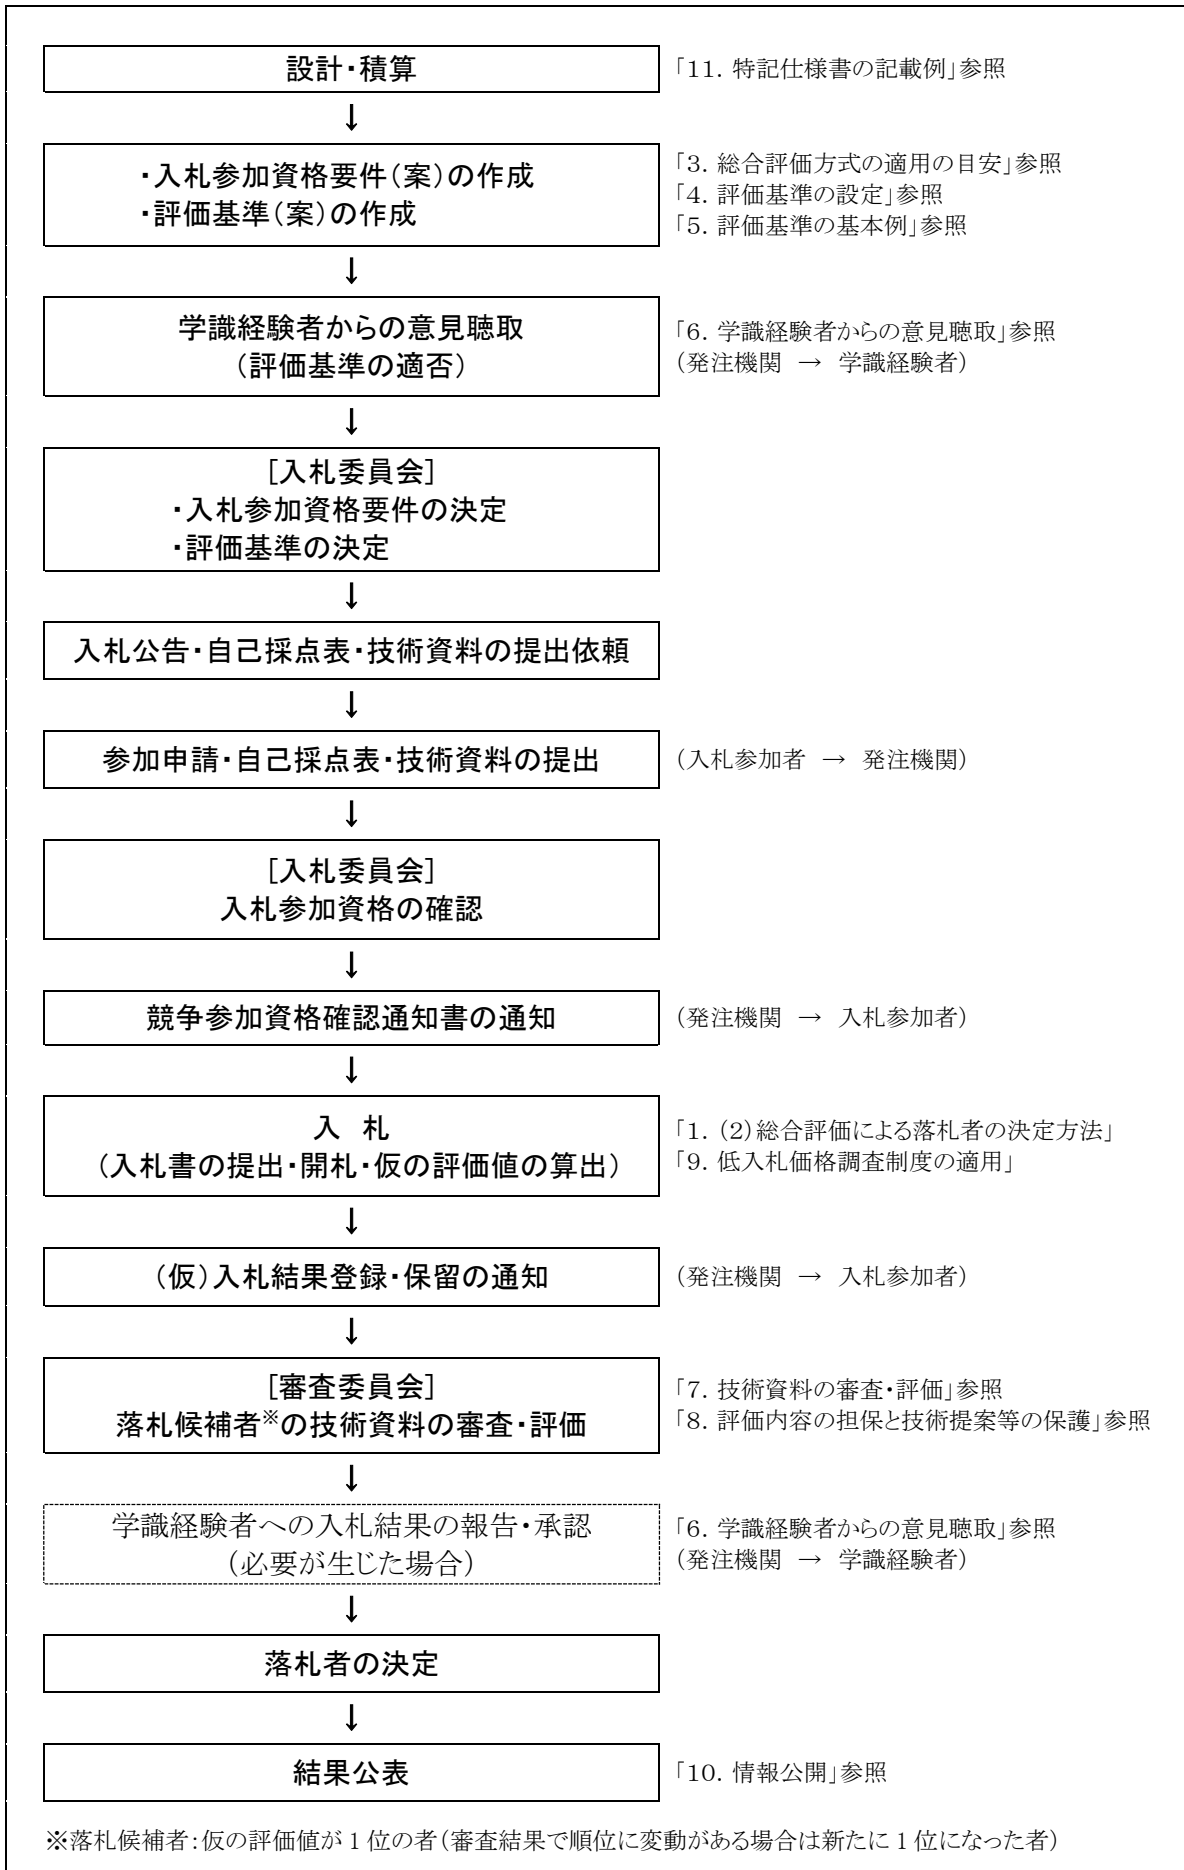 設計・積算
「11．特記仕様書の記載例」参照
↓
・入札参加資格要件（案）の作成
・評価基準（案）の作成
「3．総合評価方式の適用の目安」参照
「4．評価基準の設定」参照
「5．評価基準の基本例」参照
↓
学識経験者からの意見聴取
（評価基準の適否）
「6．学識経験者からの意見聴取」参照
（発注機関　→　学識経験者）
↓
［入札委員会］
・入札参加資格要件の決定
・評価基準の決定
↓
入札公告・自己採点表・技術資料の提出依頼
↓
参加申請・自己採点表・技術資料の提出
（入札参加者　→　発注機関）
↓
［入札委員会］
入札参加資格の確認
↓
競争参加資格確認通知書の通知
（発注機関　→　入札参加者）
↓
入　札
（入札書の提出・開札・仮の評価値の算出）
「1．（2）総合評価による落札者の決定方法」
「9．低入札価格調査制度の適用」
↓
（仮）入札結果登録・保留の通知
（発注機関　→　入札参加者）
↓
［審査委員会］
落札候補者※の技術資料の審査・評価
「7．技術資料の審査・評価」参照
「8．評価内容の担保と技術提案等の保護」参照
↓
学識経験者への入札結果の報告・承認
（必要が生じた場合）
「6．学識経験者からの意見聴取」参照
（発注機関　→　学識経験者）
↓
落札者の決定
↓
結果公表
「10．情報公開」参照
※落札候補者：仮の評価値が 1 位の者（審査結果で順位に変動がある場合は新たに 1 位になった者）